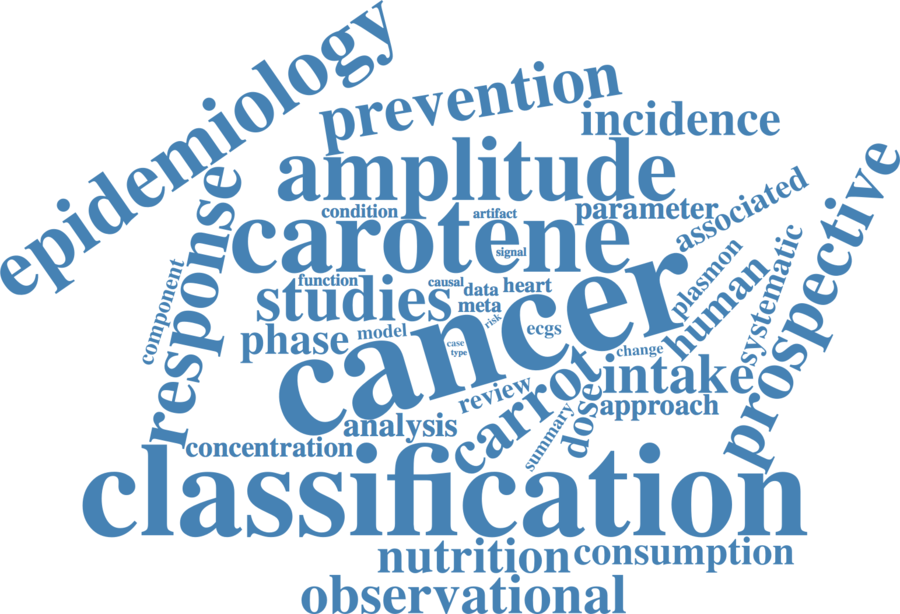 epidemiology
prevention
incidence
amplitude
response
condition
artifact
parameter
associated
prospective
carotene
signal
component
function
causal
data
heart
plasmon
human
systematic
studies
meta
risk
ecgs
cancer
phase
model
case
type
change
intake
review
carrot
dose
approach
analysis
summary
concentration
classification
nutrition
consumption
observational